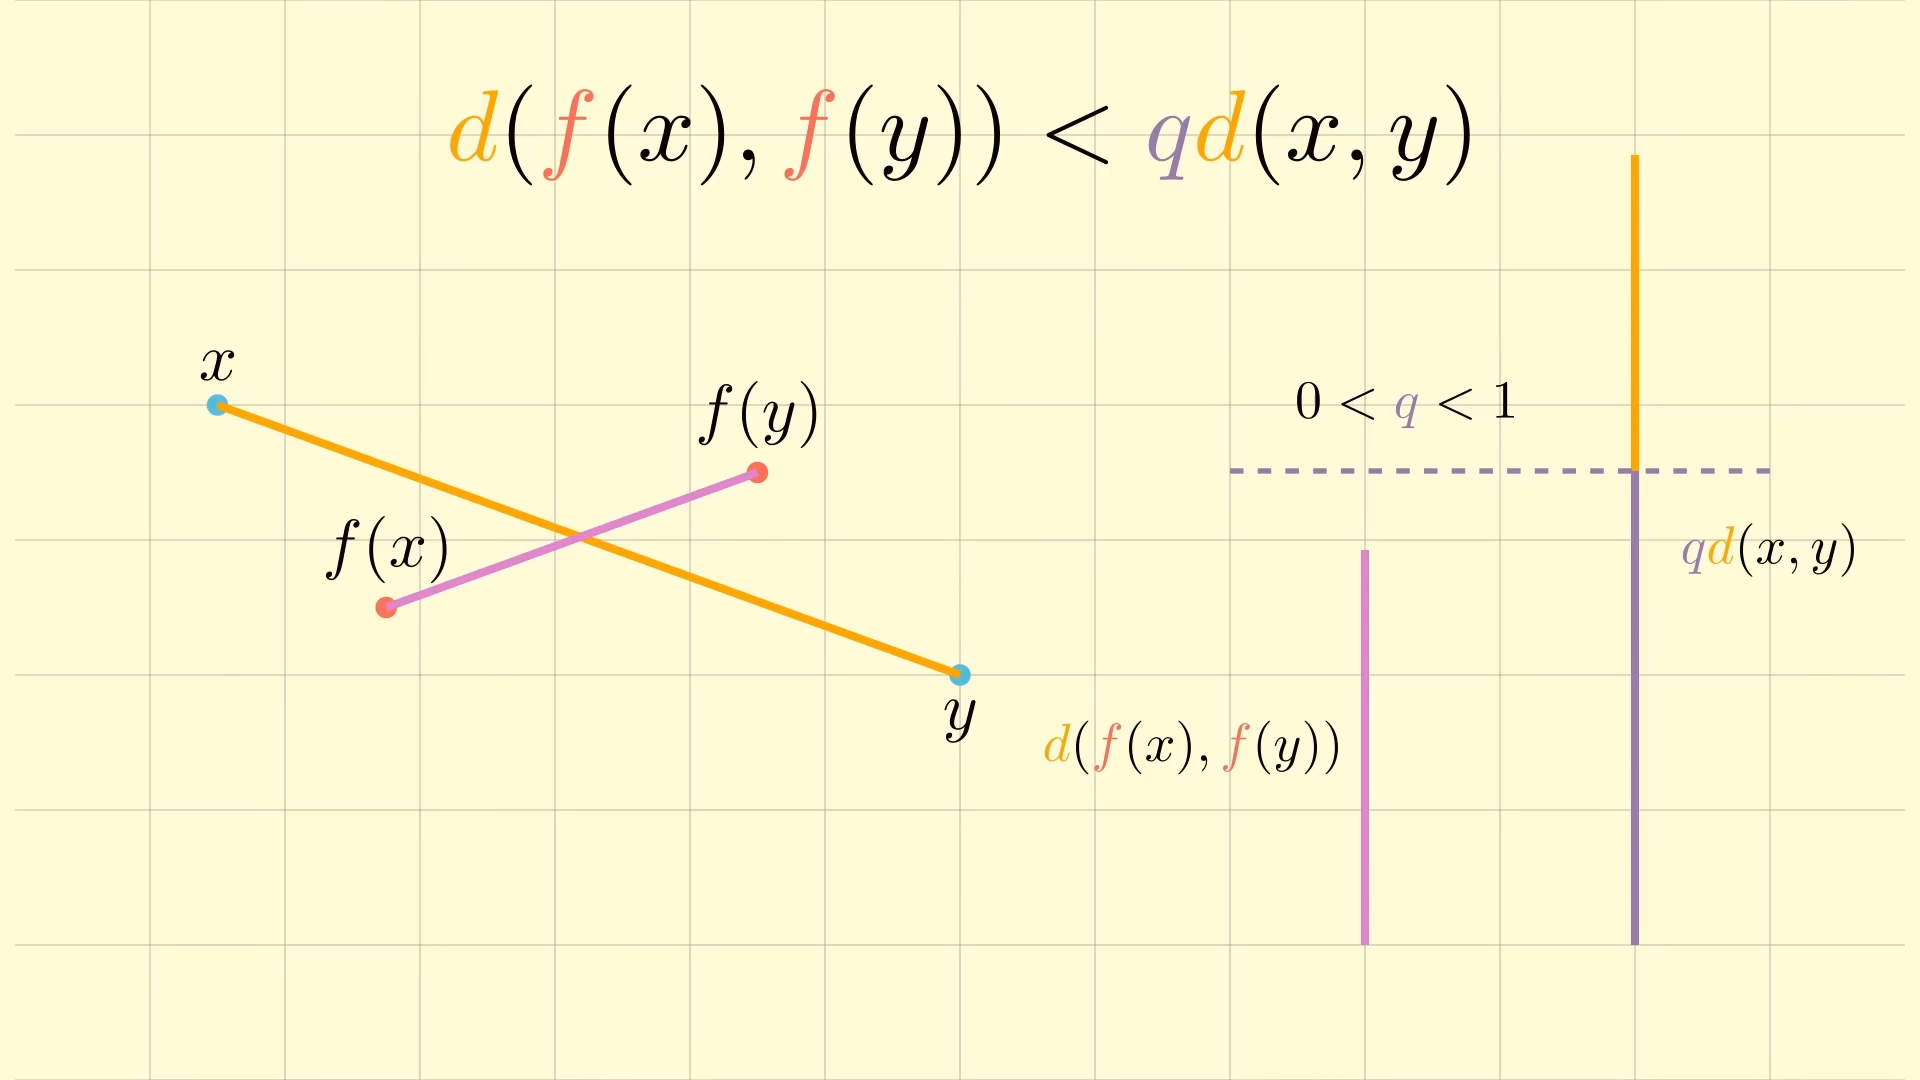 d(f(x), f(y)) < qd(x, y)
x
f(y)
0 < q < 1
f(x)
qd(x, y)
y
d(f(x), f(y))